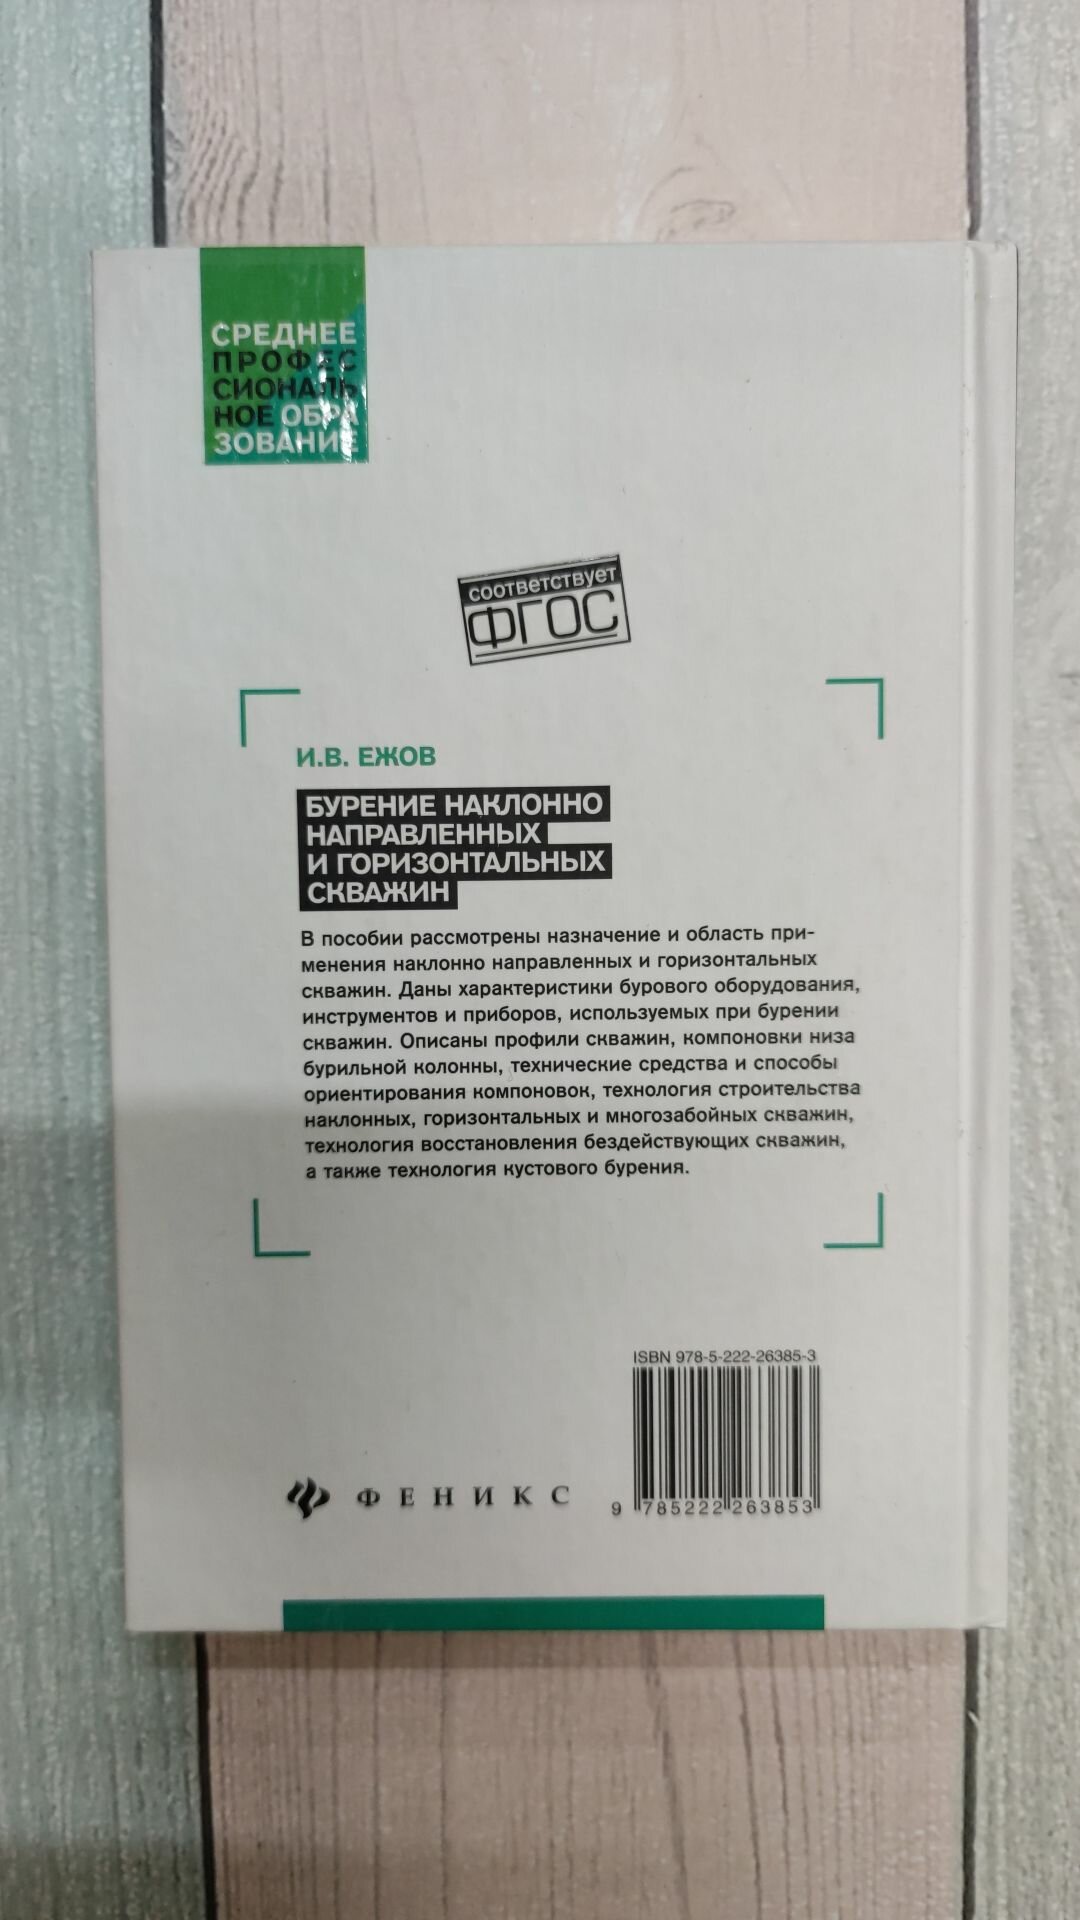 СРЕДНЕЕ
ПРОФЕС
СИОНАЛЬ
НОЕ ОБРА
ЗОВАНИЕ
соответствует
ФГОС
И.В. ЕЖОВ
БУРЕНИЕ НАКЛОННО
НАПРАВЛЕННЫХ
И ГОРИЗОНТАЛЬНЫХ
СКВАЖИН
В пособии рассмотрены назначение и область при-
менения наклонно направленных и горизонтальных
скважин. Даны характеристики бурового оборудования,
инструментов и приборов, используемых при бурении
скважин. Описаны профили скважин, компоновки низа
бурильной колонны, технические средства и способы
ориентирования компоновок, технология строительства
наклонных, горизонтальных и многозабойных скважин,
технология восстановления бездействующих скважин,
а также технология кустового бурения.
ISBN 978-5-222-26385-3
ФЕНИКС
9 785222 263853